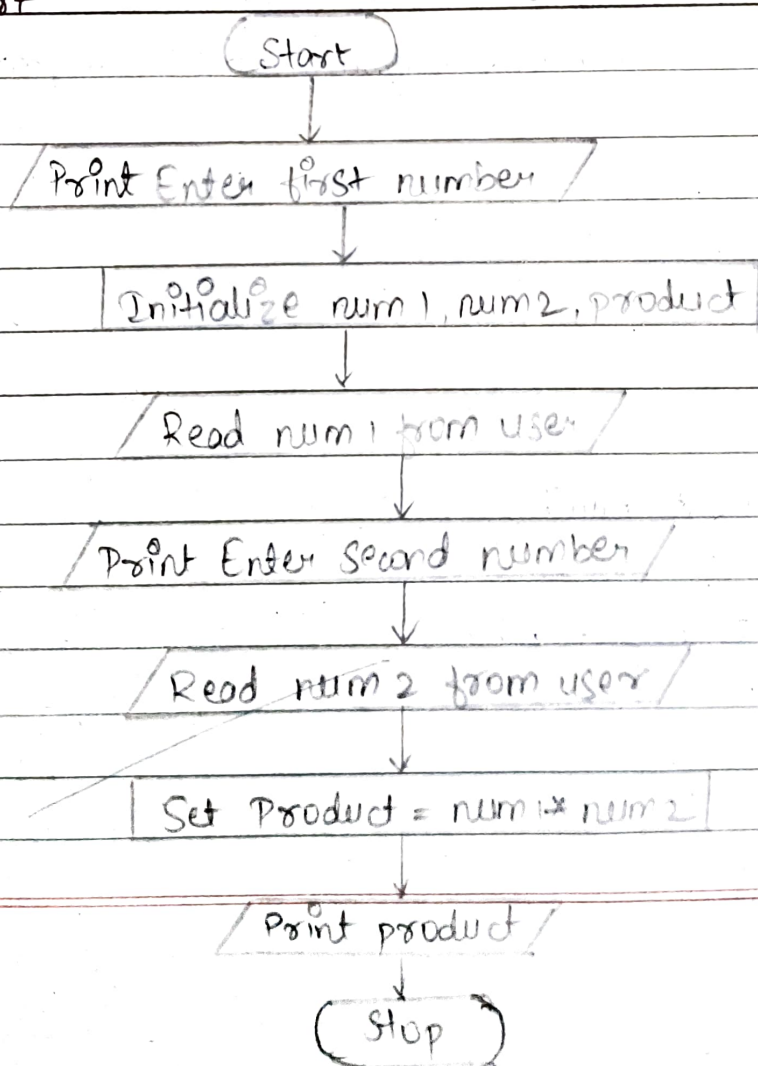 Start
Print Enter first number
Initialize num1, num2, product
Read num1 from user
Print Enter Second number
Read num2 from user
Set Product = num1 * num2
Print product
Stop